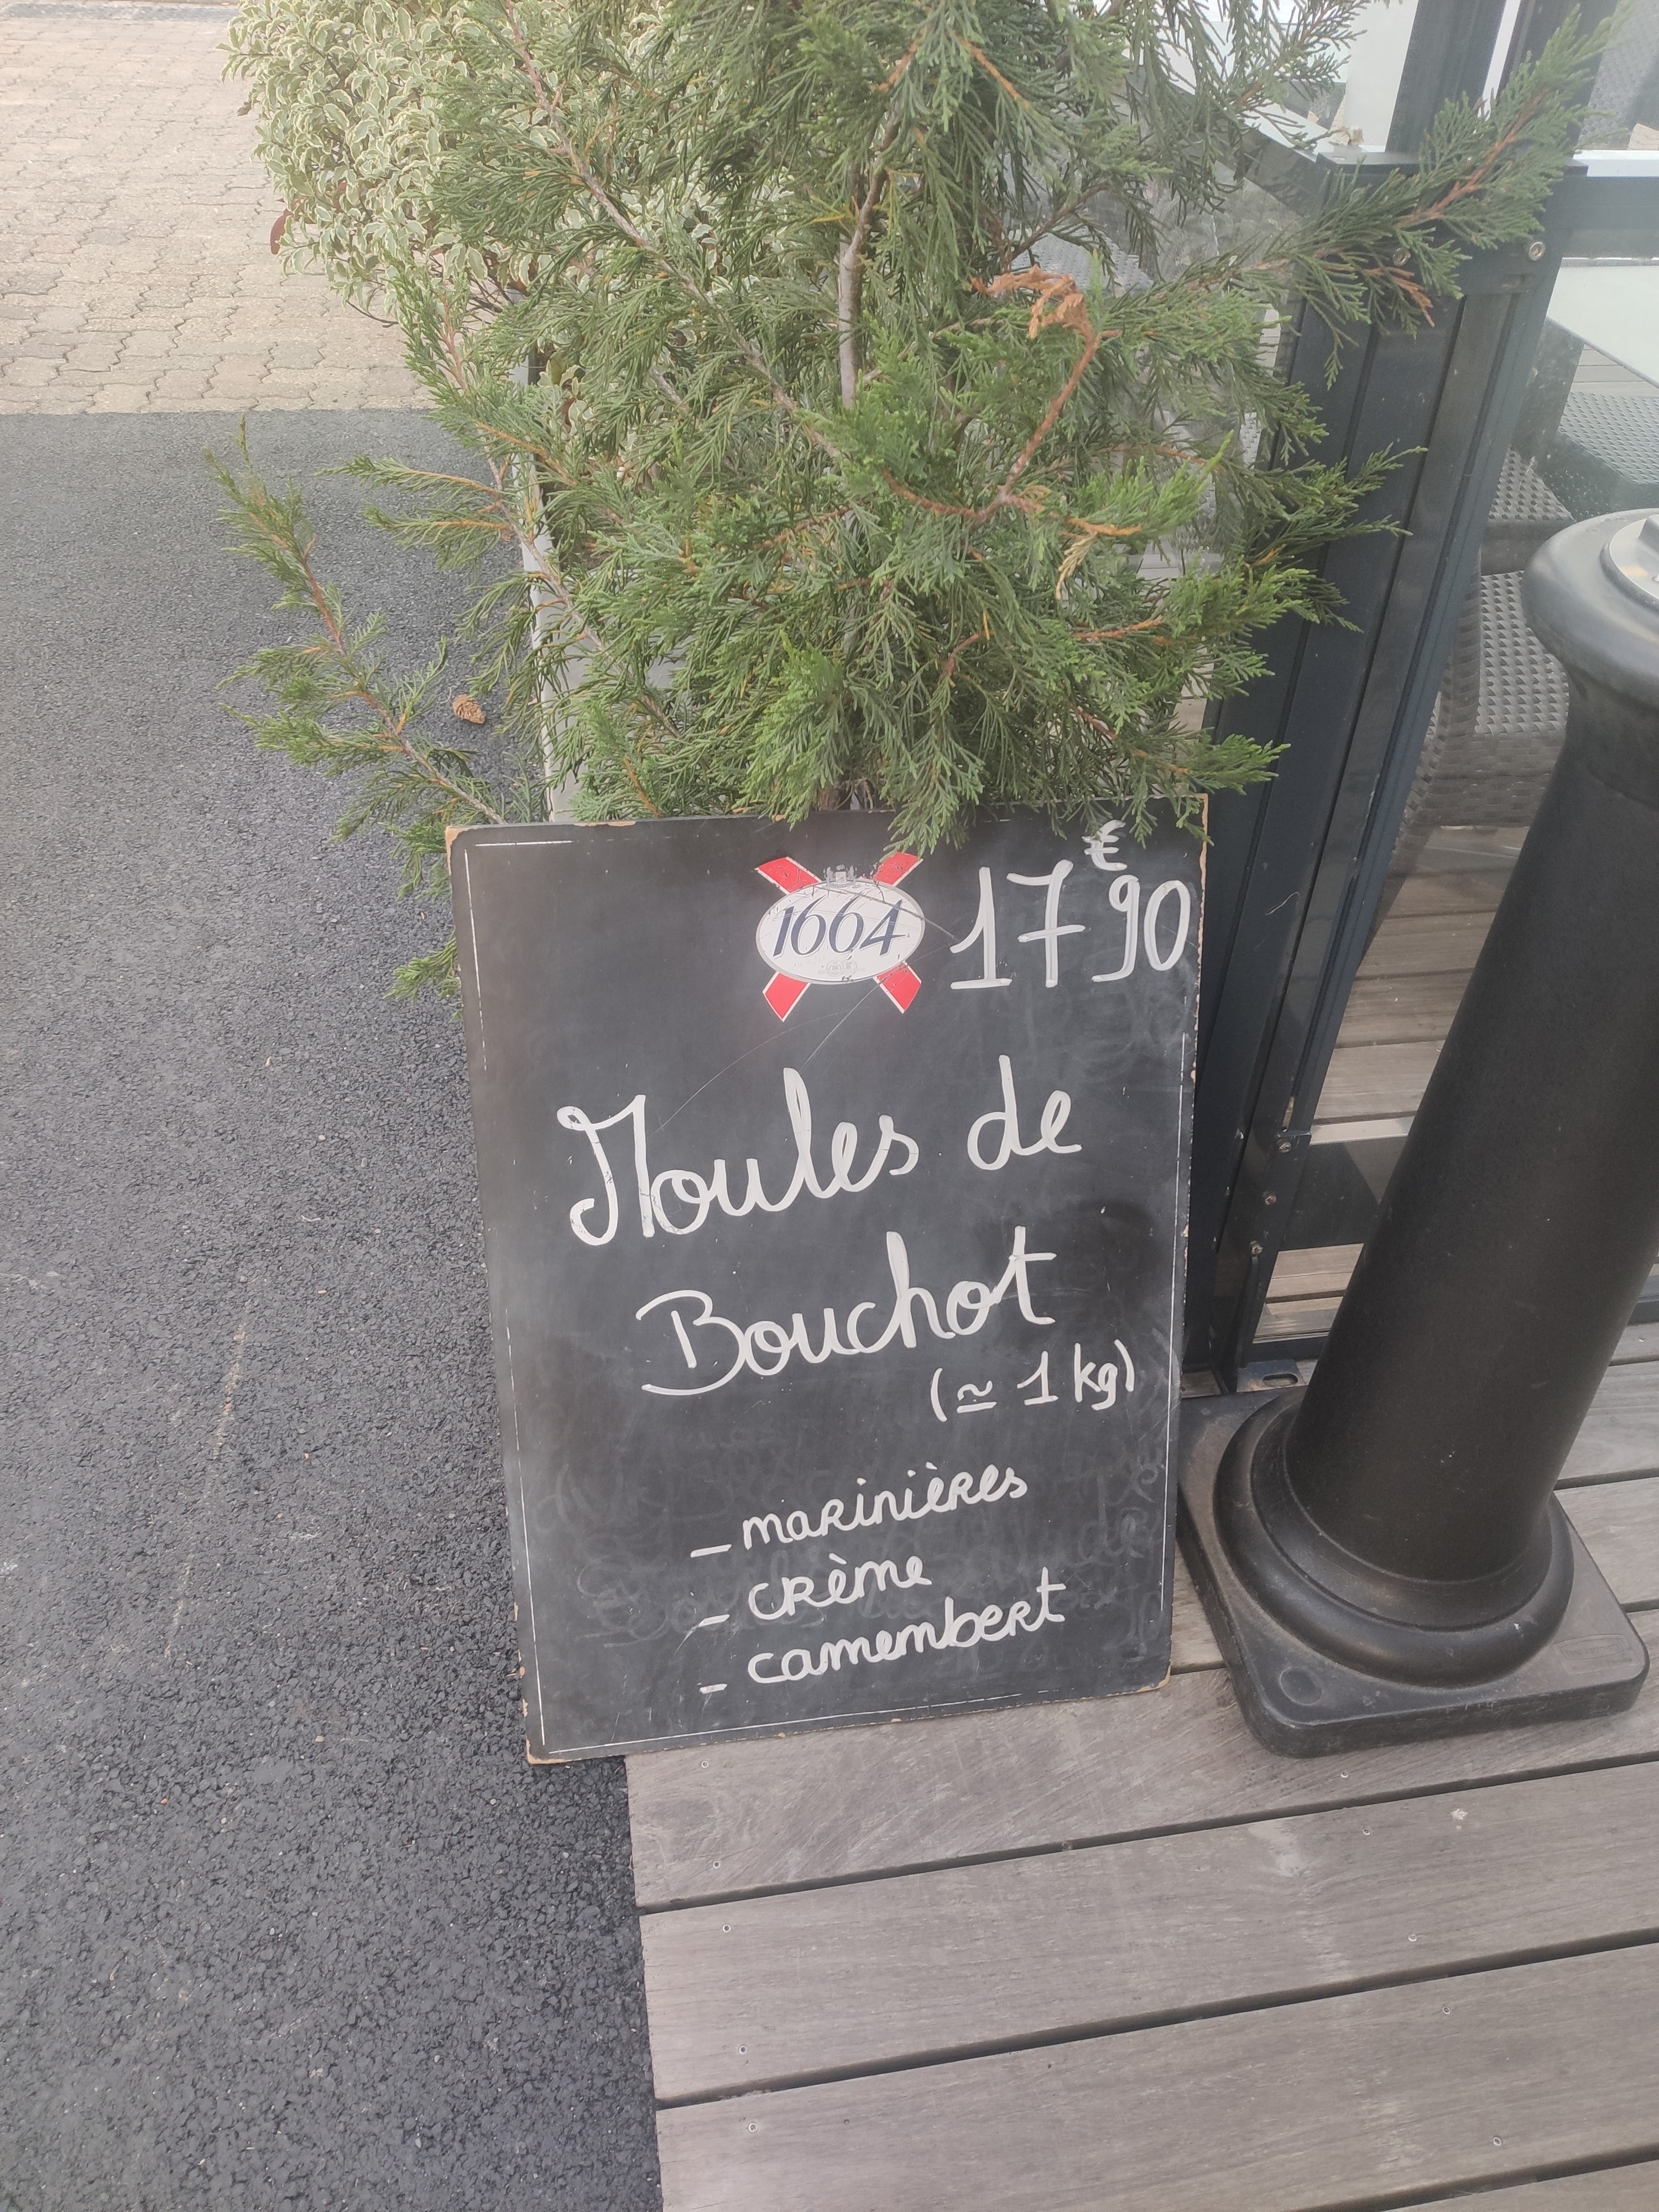 1664
17€90
Moules de
Bouchot
(≃ 1 kg)
_ marinières
_ crème
_ camembert